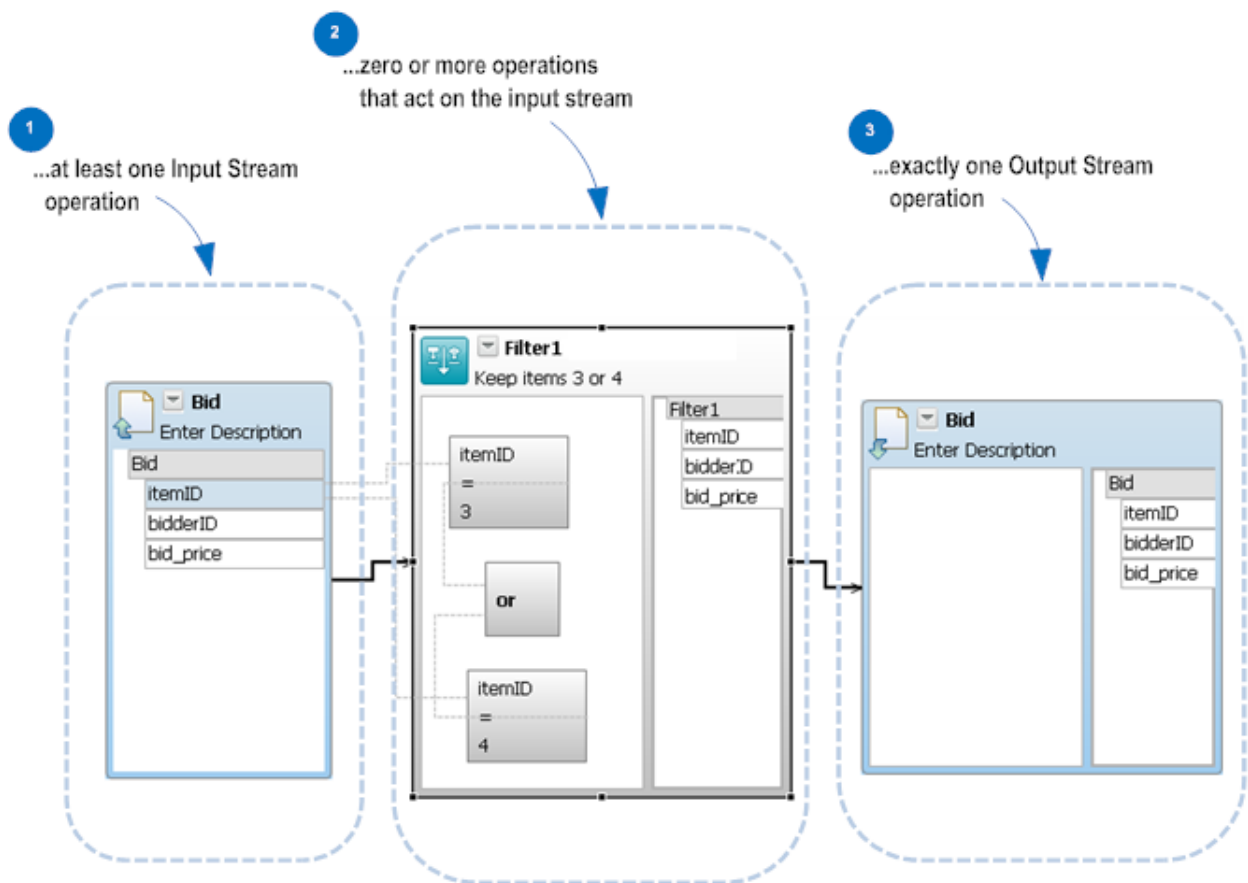 1
...at least one Input Stream
operation
2
...zero or more operations
that act on the input stream
3
...exactly one Output Stream
operation
Bid
Enter Description
Bid
itemID
bidderID
bid_price
Filter1
Keep items 3 or 4
itemID
=
3
or
itemID
=
4
Filter1
itemID
bidderID
bid_price
Bid
Enter Description
Bid
itemID
bidderID
bid_price